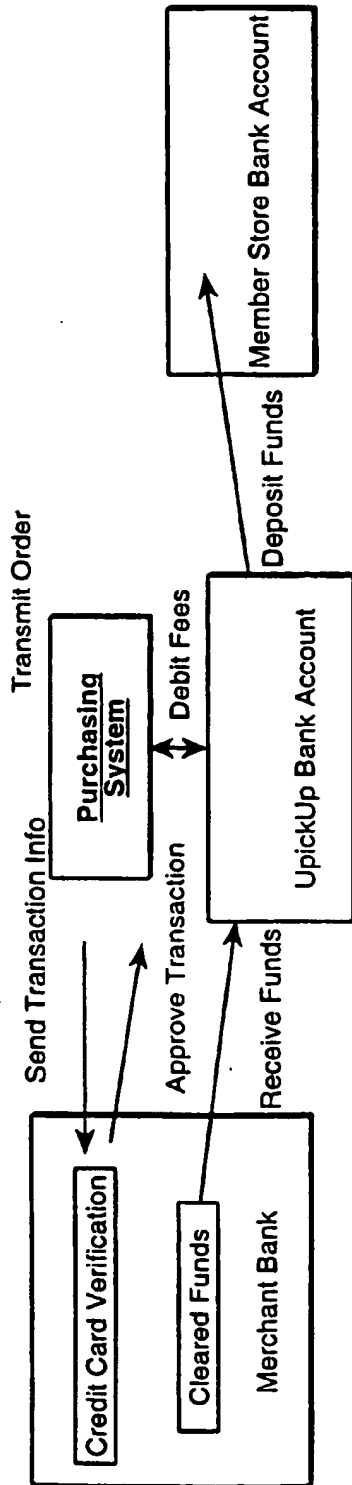 Send Transaction Info
Transmit Order
Credit Card Verification
Purchasing
System
Approve Transaction
Debit Fees
Cleared Funds
Merchant Bank
Receive Funds
UpickUp Bank Account
Deposit Funds
Member Store Bank Account